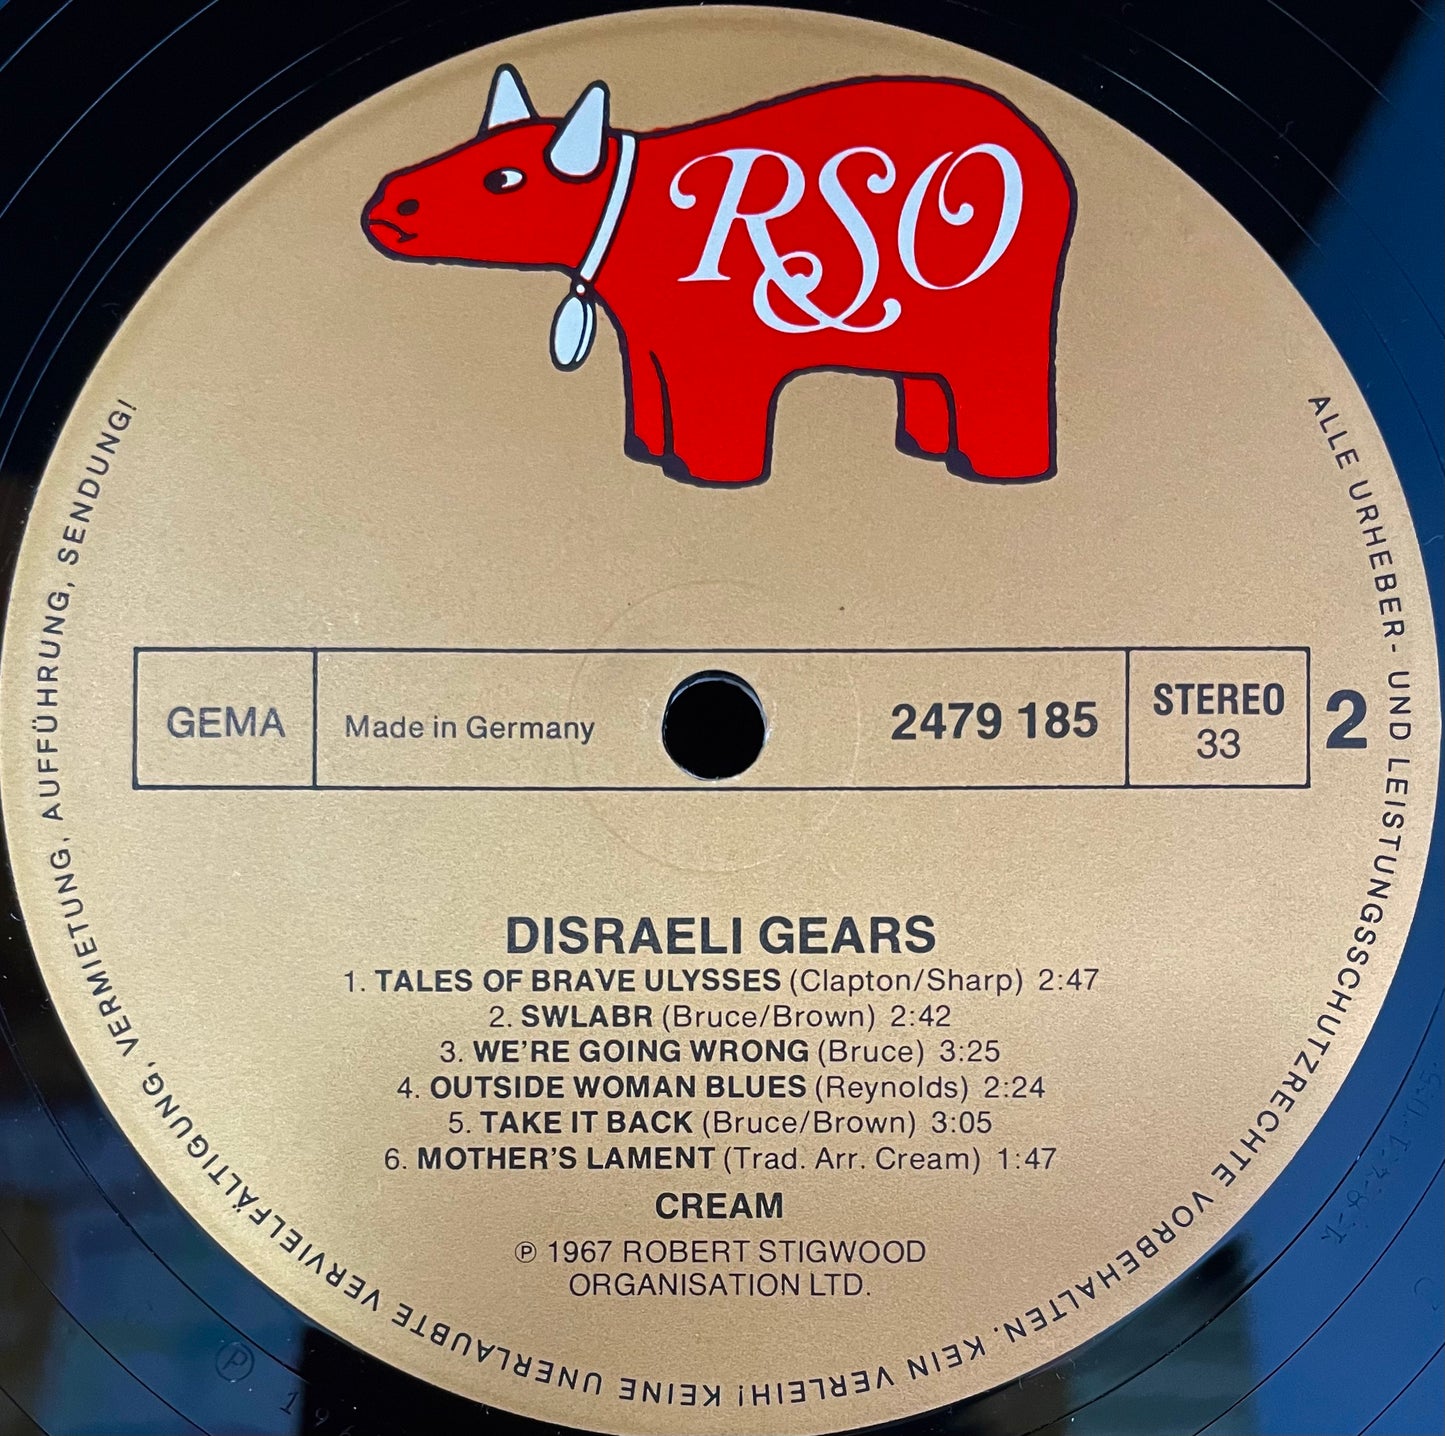 RSO
GEMA
Made in Germany
2479 185
STEREO
33
2
DISRAELI GEARS
1. TALES OF BRAVE ULYSSES (Clapton/Sharp) 2:47
2. SWLABR (Bruce/Brown) 2:42
3. WE'RE GOING WRONG (Bruce) 3:25
4. OUTSIDE WOMAN BLUES (Reynolds) 2:24
5. TAKE IT BACK (Bruce/Brown) 3:05
6. MOTHER'S LAMENT (Trad. Arr. Cream) 1:47
CREAM
℗ 1967 ROBERT STIGWOOD
ORGANISATION LTD.
ALLE URHEBER- UND LEISTUNGSSCHUTZRECHTE VORBEHALTEN. KEIN VERLEIH! KEINE UNERLAUBTE VERVIELFÄLTIGUNG, VERMIETUNG, AUFFÜHRUNG, SENDUNG!
℗